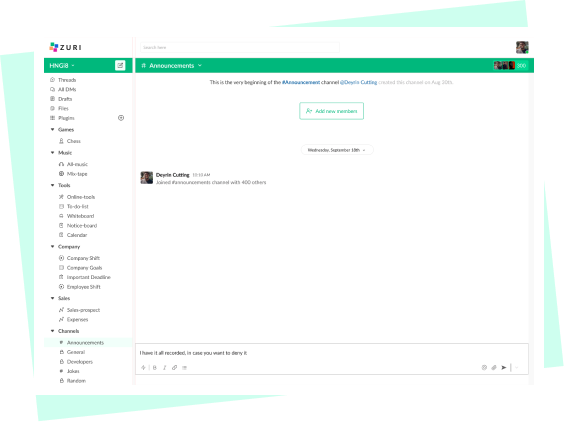 ZURI
search here
HNGI8
# Announcements
900
Threads
All DMs
Drafts
Files
Plugins
Games
Chess
Music
All-music
Mix-tape
Tools
Online-tools
To-do-list
Whiteboard
Notice-board
Calendar
Company
Company Shift
Company Goals
Important Deadline
Employee Shift
Sales
Sales-prospect
Expenses
Channels
# Announcements
General
Developers
# Jokes
Random
This is the very beginning of the #Announcement channel @Deyrin Cutting created this channel on Aug 20th.
Add new members
Wednesday, September 18th
Deyrin Cutting 10:10 AM
Joined #announcements channel with 400 others
I have it all recorded, in case you want to deny it
B I